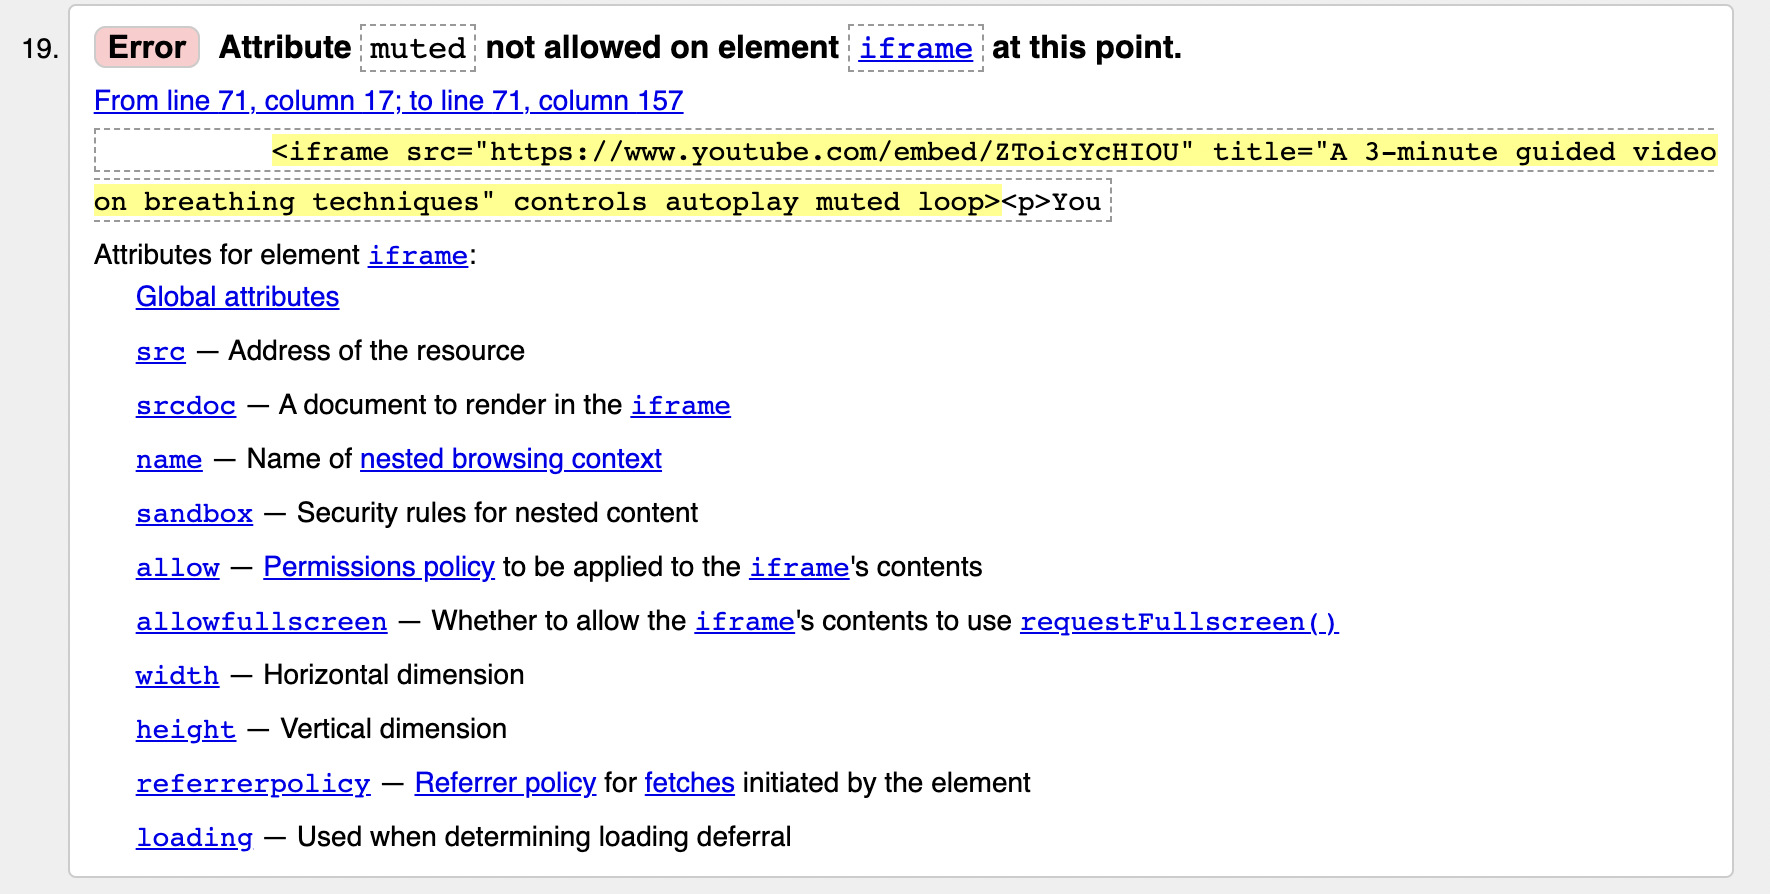 19. Error Attribute muted not allowed on element iframe at this point.
From line 71, column 17; to line 71, column 157
<iframe src="https://www.youtube.com/embed/ZToicYcHIOU" title="A 3-minute guided video
on breathing techniques" controls autoplay muted loop><p>You
Attributes for element iframe:
Global attributes
src — Address of the resource
srcdoc — A document to render in the iframe
name — Name of nested browsing context
sandbox — Security rules for nested content
allow — Permissions policy to be applied to the iframe's contents
allowfullscreen — Whether to allow the iframe's contents to use requestFullscreen()
width — Horizontal dimension
height — Vertical dimension
referrerpolicy — Referrer policy for fetches initiated by the element
loading — Used when determining loading deferral